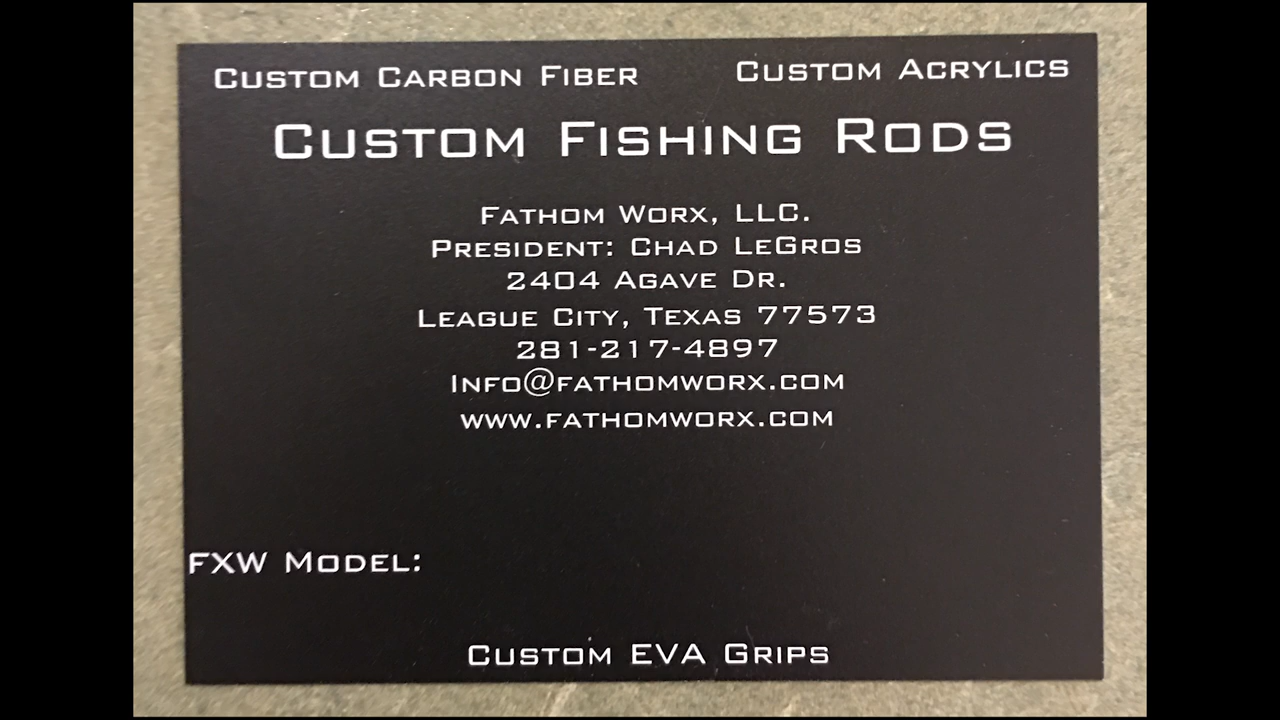 Custom Carbon Fiber Custom Acrylics
Custom Fishing Rods
Fathom Worx, LLC.
President: Chad LeGros
2404 Agave Dr.
League City, Texas 77573
281-217-4897
Info@fathomworx.com
www.fathomworx.com
FXW Model:
Custom EVA Grips